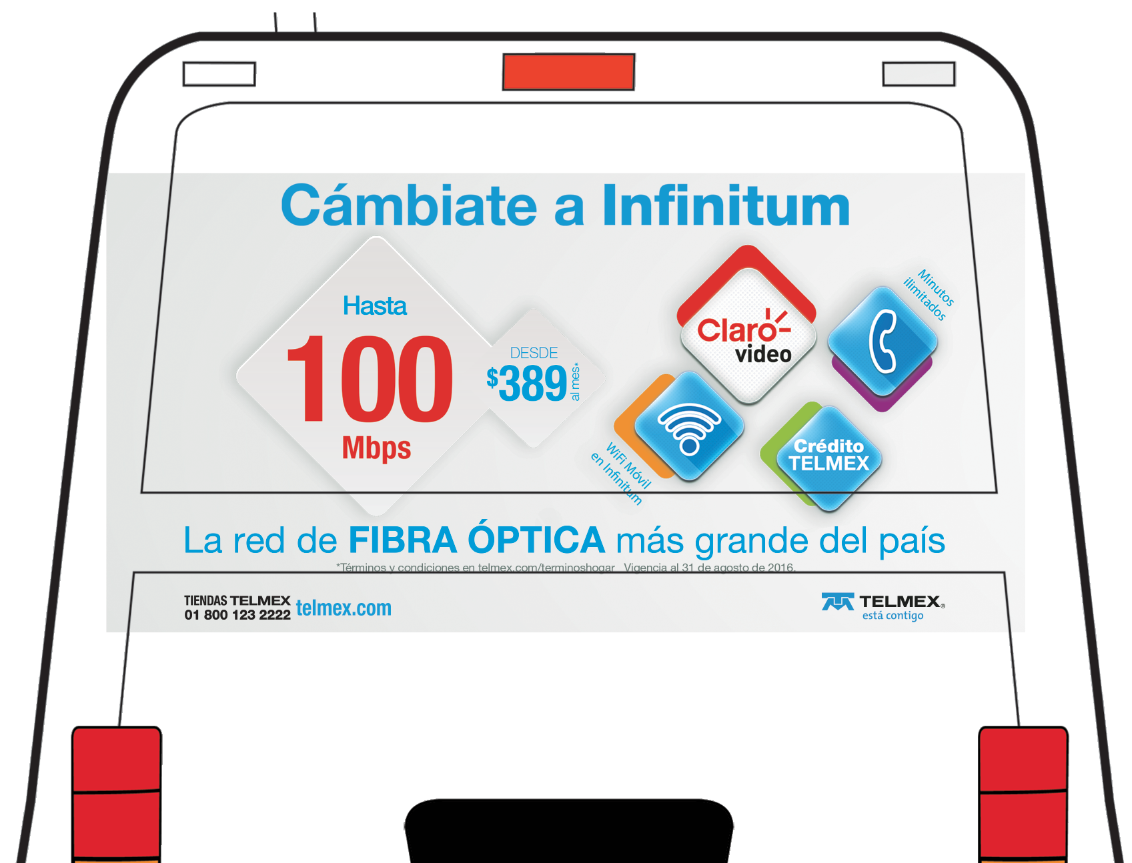 Cámbiate a Infinitum
Hasta
100
Mbps
DESDE
$389
al mes*
Claro-
video
Minutos
ilimitados
WiFi Móvil
en Infinitum
Crédito
TELMEX
La red de FIBRA ÓPTICA más grande del país
*Términos y condiciones en telmex.com/terminoshogar Vigencia al 31 de agosto de 2016.
TIENDAS TELMEX
01 800 123 2222
telmex.com
TELMEX®
está contigo